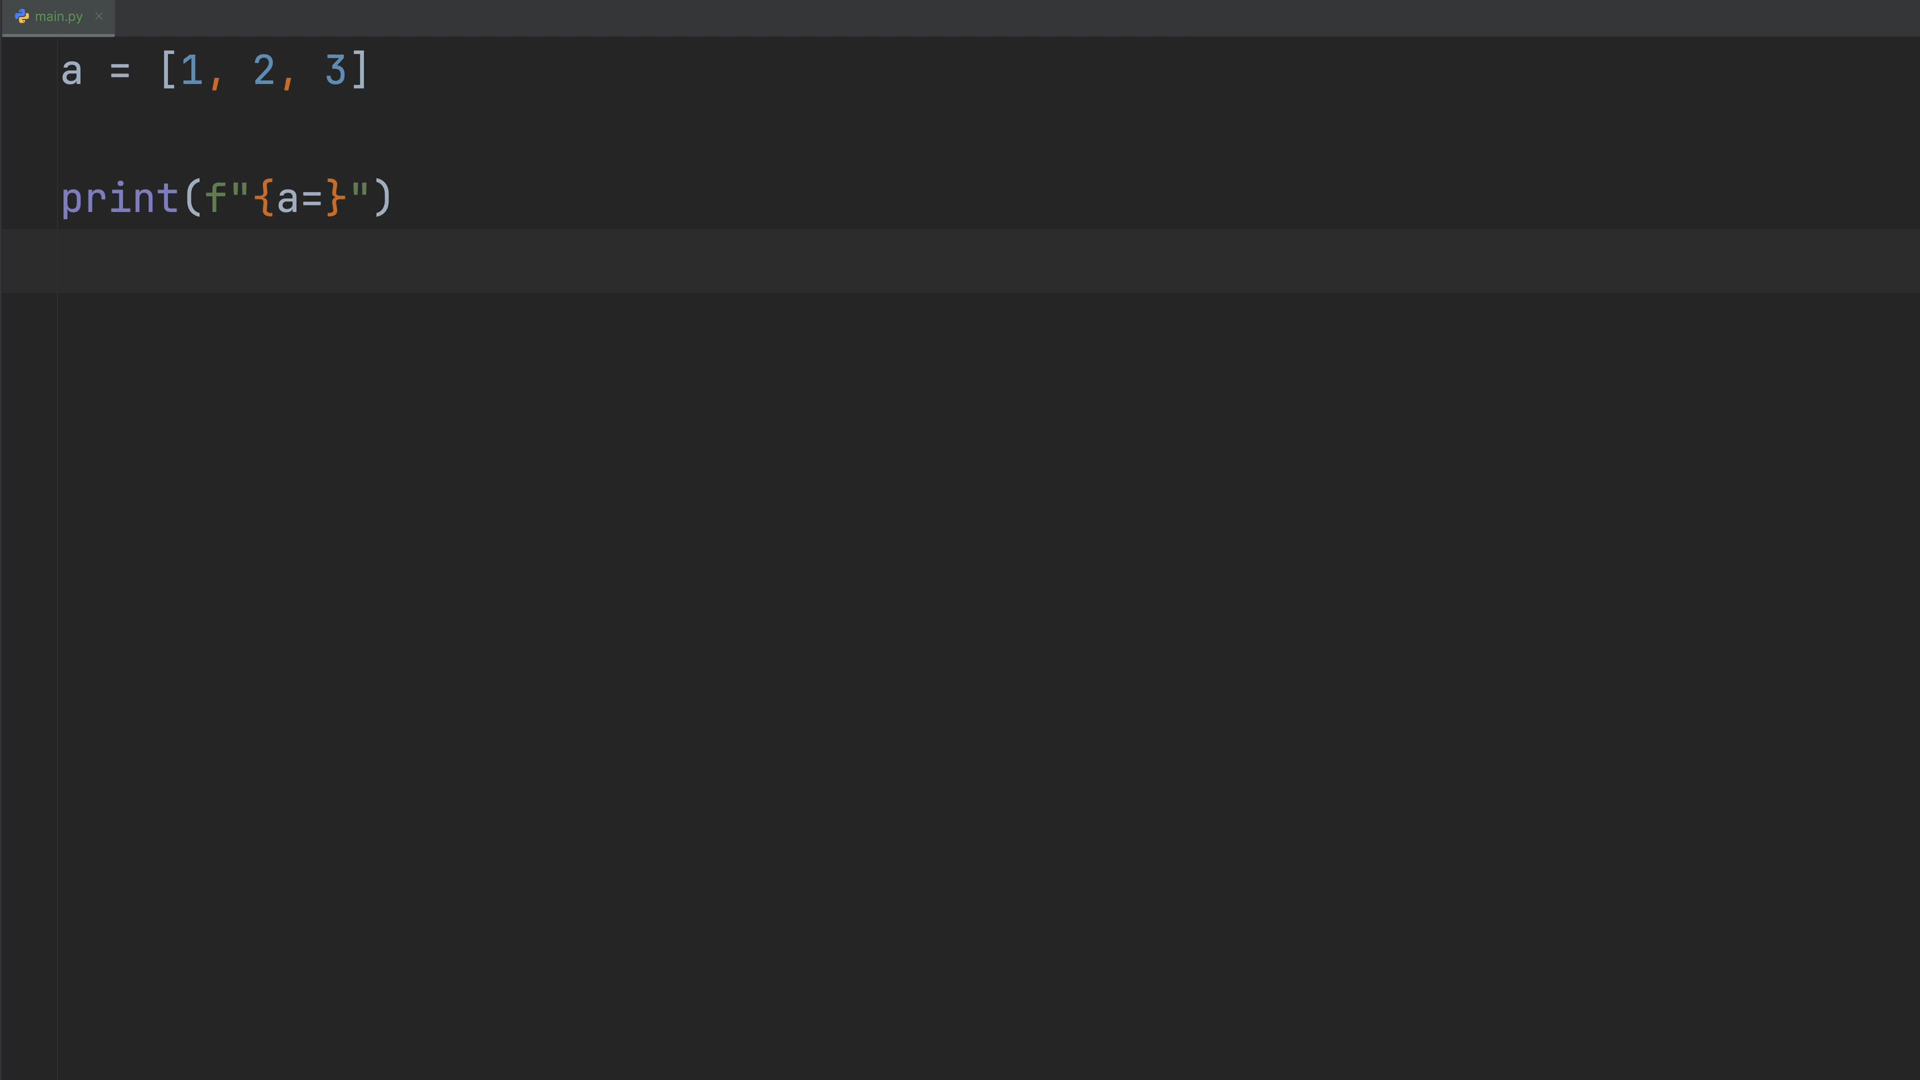 main.py
a = [1, 2, 3]
print(f"{a=}")